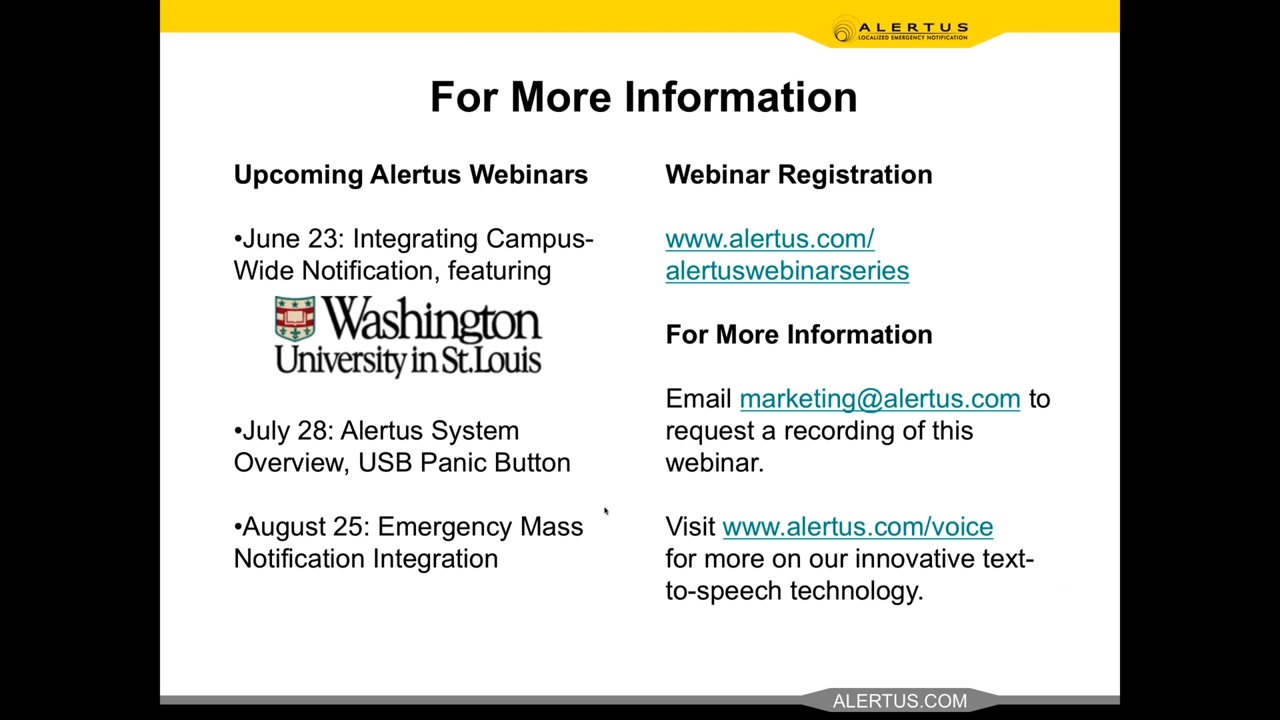 ALERTUS
LOCALIZED EMERGENCY NOTIFICATION
For More Information
Upcoming Alertus Webinars
•June 23: Integrating Campus-
Wide Notification, featuring
Washington
University in St. Louis
•July 28: Alertus System
Overview, USB Panic Button
•August 25: Emergency Mass
Notification Integration
Webinar Registration
www.alertus.com/
alertuswebinarseries
For More Information
Email marketing@alertus.com to
request a recording of this
webinar.
Visit www.alertus.com/voice
for more on our innovative text-
to-speech technology.
ALERTUS.COM